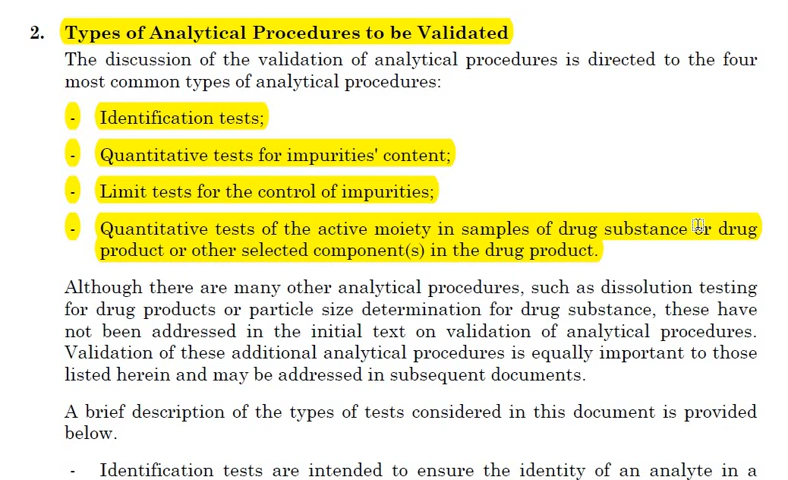 2. Types of Analytical Procedures to be Validated
The discussion of the validation of analytical procedures is directed to the four
most common types of analytical procedures:
- Identification tests;
- Quantitative tests for impurities' content;
- Limit tests for the control of impurities;
- Quantitative tests of the active moiety in samples of drug substance or drug
product or other selected component(s) in the drug product.
Although there are many other analytical procedures, such as dissolution testing
for drug products or particle size determination for drug substance, these have
not been addressed in the initial text on validation of analytical procedures.
Validation of these additional analytical procedures is equally important to those
listed herein and may be addressed in subsequent documents.
A brief description of the types of tests considered in this document is provided
below.
- Identification tests are intended to ensure the identity of an analyte in a